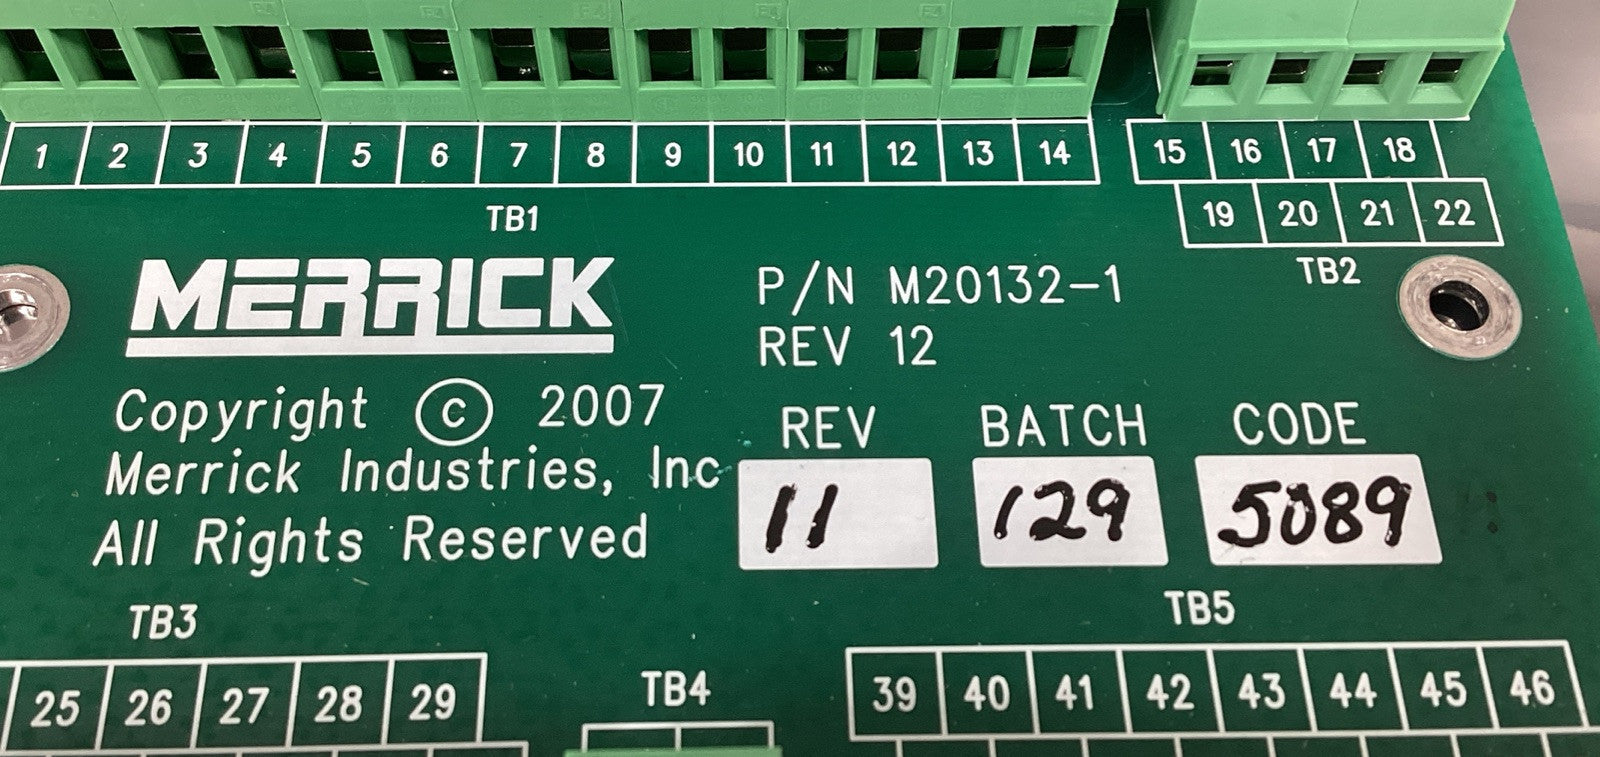 1 2 3 4 5 6 7 8 9 10 11 12 13 14
15 16 17 18
19 20 21 22
TB1
TB2
MERRICK
P/N M20132-1
REV 12
Copyright © 2007
Merrick Industries, Inc
All Rights Reserved
REV BATCH CODE
11 129 5089
TB3
TB4
TB5
25 26 27 28 29
39 40 41 42 43 44 45 46